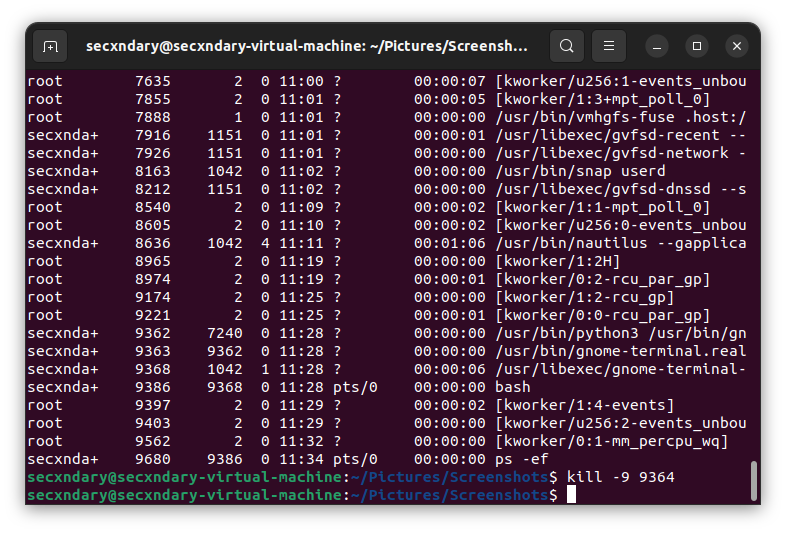 secxndary@secxndary-virtual-machine: ~/Pictures/Screensh...
root 7635 2 0 11:00 ? 00:00:07 [kworker/u256:1-events_unbou
root 7855 2 0 11:01 ? 00:00:05 [kworker/1:3+mpt_poll_0]
root 7888 1 0 11:01 ? 00:00:00 /usr/bin/vmhgfs-fuse .host:/
secxnda+ 7916 1151 0 11:01 ? 00:00:01 /usr/libexec/gvfsd-recent --
secxnda+ 7926 1151 0 11:01 ? 00:00:00 /usr/libexec/gvfsd-network -
secxnda+ 8163 1042 0 11:02 ? 00:00:00 /usr/bin/snap userd
secxnda+ 8212 1151 0 11:02 ? 00:00:00 /usr/libexec/gvfsd-dnssd --s
root 8540 2 0 11:09 ? 00:00:02 [kworker/1:1-mpt_poll_0]
root 8605 2 0 11:10 ? 00:00:02 [kworker/u256:0-events_unbou
secxnda+ 8636 1042 4 11:11 ? 00:01:06 /usr/bin/nautilus --gapplica
root 8965 2 0 11:19 ? 00:00:00 [kworker/1:2H]
root 8974 2 0 11:19 ? 00:00:01 [kworker/0:2-rcu_par_gp]
root 9174 2 0 11:25 ? 00:00:00 [kworker/1:2-rcu_gp]
root 9221 2 0 11:25 ? 00:00:01 [kworker/0:0-rcu_par_gp]
secxnda+ 9362 7240 0 11:28 ? 00:00:00 /usr/bin/python3 /usr/bin/gn
secxnda+ 9363 9362 0 11:28 ? 00:00:00 /usr/bin/gnome-terminal.real
secxnda+ 9368 1042 1 11:28 ? 00:00:06 /usr/libexec/gnome-terminal-
secxnda+ 9386 9368 0 11:28 pts/0 00:00:00 bash
root 9397 2 0 11:29 ? 00:00:02 [kworker/1:4-events]
root 9403 2 0 11:29 ? 00:00:00 [kworker/u256:2-events_unbou
root 9562 2 0 11:32 ? 00:00:00 [kworker/0:1-mm_percpu_wq]
secxnda+ 9680 9386 0 11:34 pts/0 00:00:00 ps -ef
secxndary@secxndary-virtual-machine:~/Pictures/Screenshots$ kill -9 9364
secxndary@secxndary-virtual-machine:~/Pictures/Screenshots$